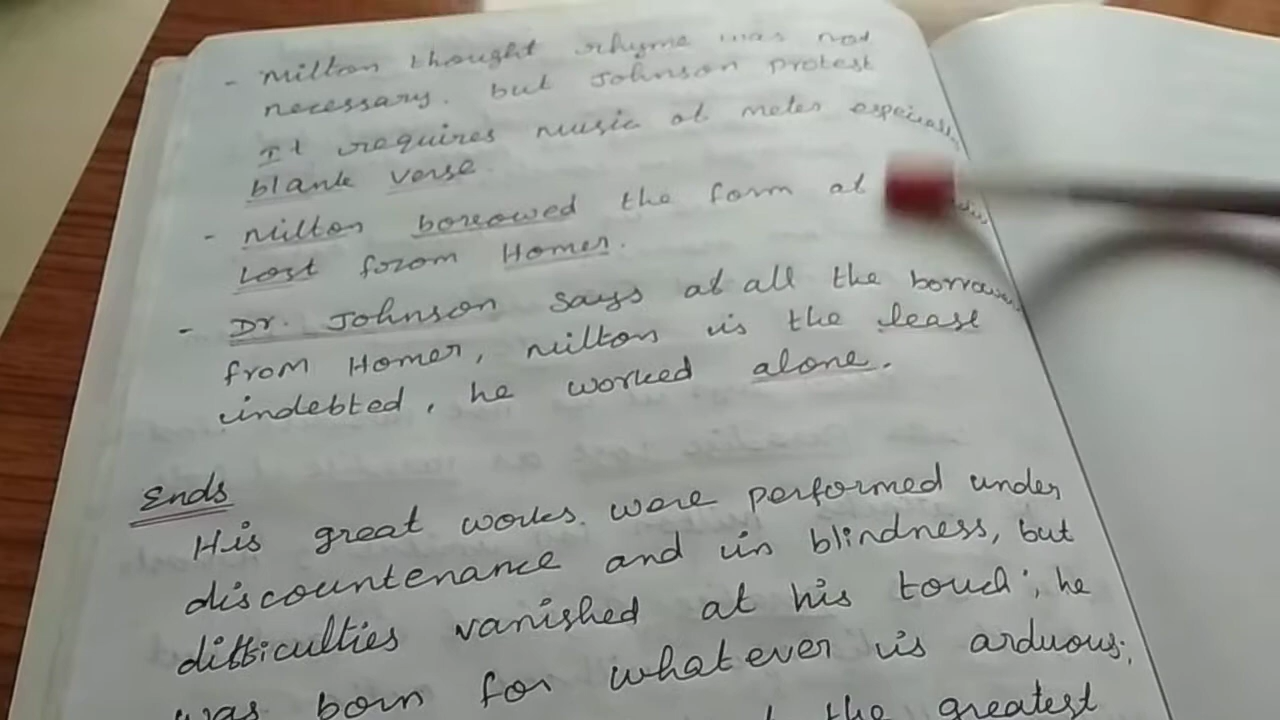 - Milton thought rhyme was not
necessary. but Johnson protest
It requires music of meter especially
blank verse.
- Milton borrowed the form of
Lost from Homer.
- Dr. Johnson says of all the borrowers
from Homer, Milton is the least
indebted, he worked alone.
Ends
His great works. were performed under
discountenance and in blindness, but
difficulties vanished at his touch; he
was born for whatever is arduous;
the greatest